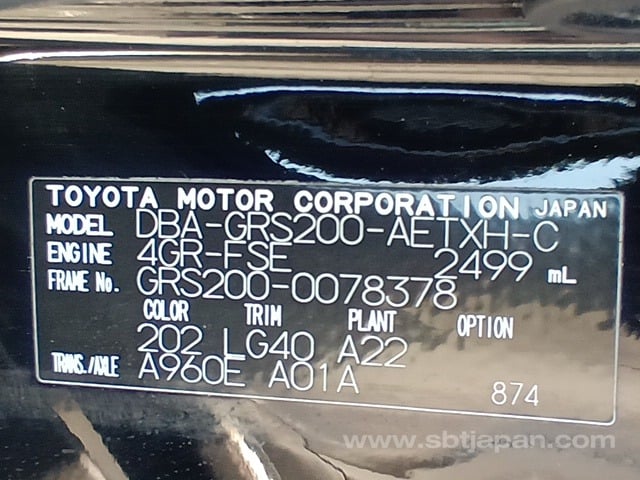 TOYOTA MOTOR CORPORATION JAPAN
MODEL DBA-GRS200-AETXH-C
ENGINE 4GR-FSE 2499 mL
FRAME No. GRS200-0078378
COLOR TRIM PLANT OPTION
202 LG40 A22
TRANS./AXLE A960E A01A 874
www.sbtjapan.com